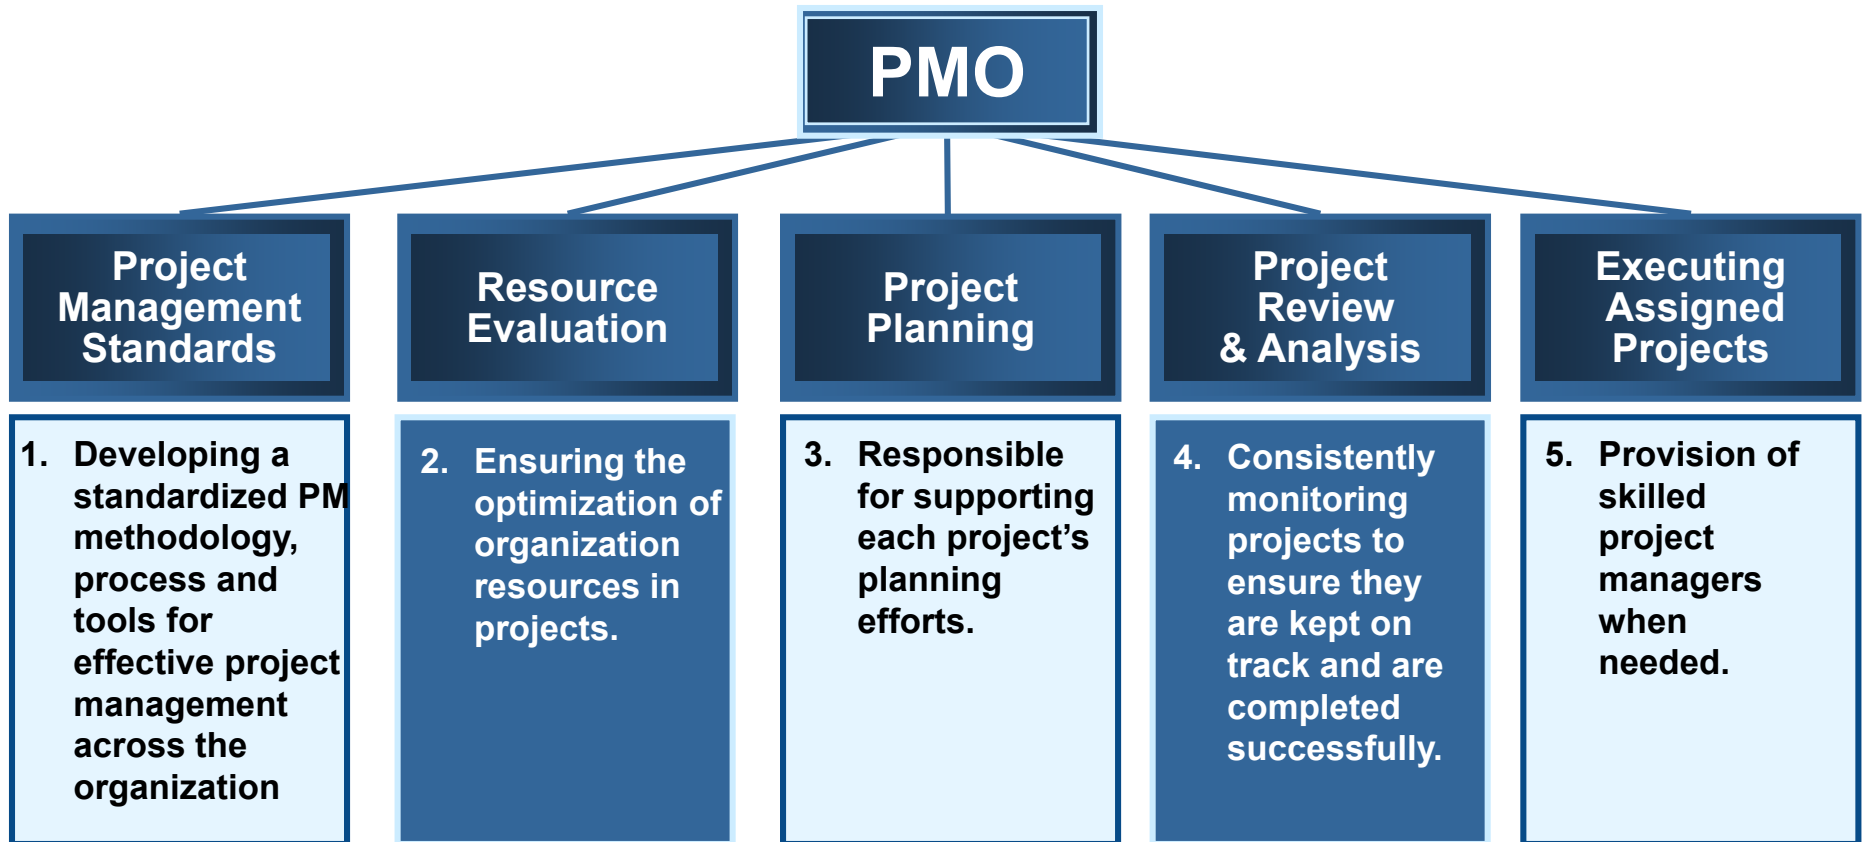 PMO
Project
Management
Standards
Resource
Evaluation
Project
Planning
Project
Review
& Analysis
Executing
Assigned
Projects
1. Developing a
standardized PM
methodology,
process and
tools for
effective project
management
across the
organization
2. Ensuring the
optimization of
organization
resources in
projects.
3. Responsible
for supporting
each project’s
planning
efforts.
4. Consistently
monitoring
projects to
ensure they
are kept on
track and are
completed
successfully.
5. Provision of
skilled
project
managers
when
needed.